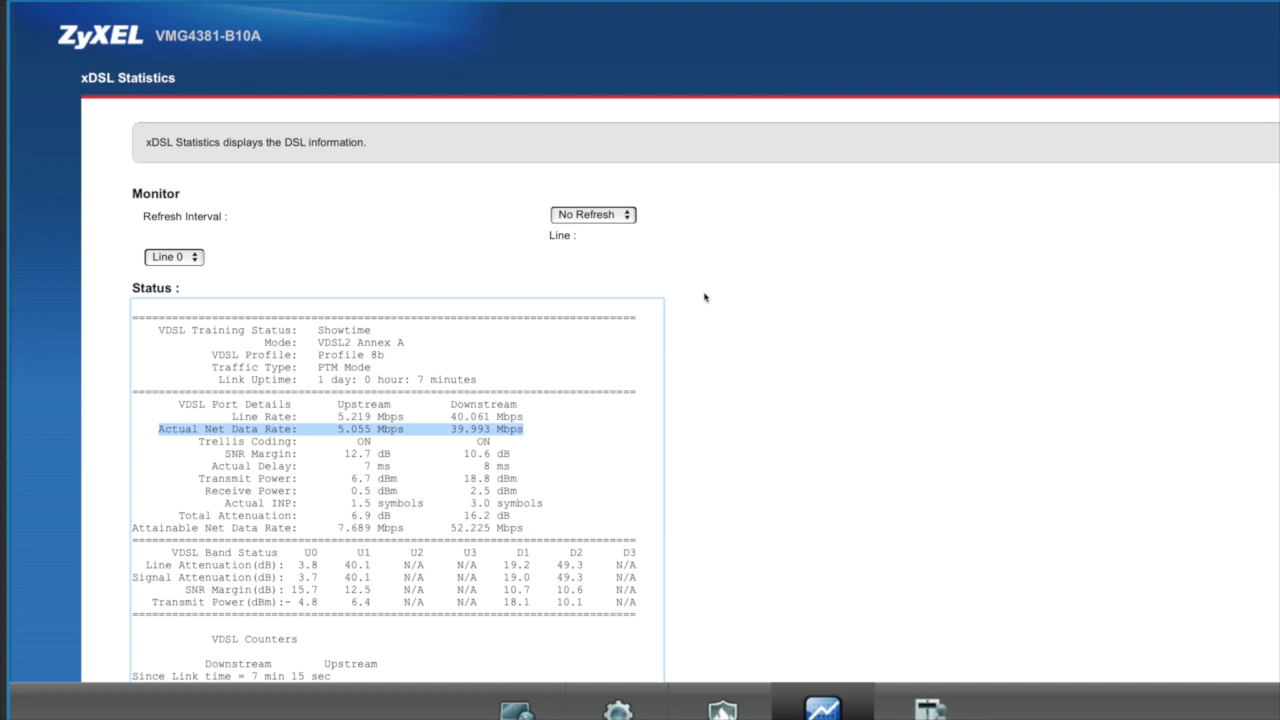 ZyXEL VMG4381-B10A
xDSL Statistics
xDSL Statistics displays the DSL information.
Monitor
Refresh Interval :
No Refresh
Line :
Line 0
Status :
============================================================================
VDSL Training Status: Showtime
Mode: VDSL2 Annex A
VDSL Profile: Profile 8b
Traffic Type: PTM Mode
Link Uptime: 1 day: 0 hour: 7 minutes
============================================================================
VDSL Port Details Upstream Downstream
Line Rate: 5.219 Mbps 40.061 Mbps
Actual Net Data Rate: 5.055 Mbps 39.993 Mbps
Trellis Coding: ON ON
SNR Margin: 12.7 dB 10.6 dB
Actual Delay: 7 ms 8 ms
Transmit Power: 6.7 dBm 18.8 dBm
Receive Power: 0.5 dBm 2.5 dBm
Actual INP: 1.5 symbols 3.0 symbols
Total Attenuation: 6.9 dB 16.2 dB
Attainable Net Data Rate: 7.689 Mbps 52.225 Mbps
============================================================================
VDSL Band Status U0 U1 U2 U3 D1 D2 D3
Line Attenuation(dB): 3.8 40.1 N/A N/A 19.2 49.3 N/A
Signal Attenuation(dB): 3.7 40.1 N/A N/A 19.0 49.3 N/A
SNR Margin(dB): 15.7 12.5 N/A N/A 10.7 10.6 N/A
Transmit Power(dBm):- 4.8 6.4 N/A N/A 18.1 10.1 N/A
============================================================================
VDSL Counters
Downstream Upstream
Since Link time = 7 min 15 sec